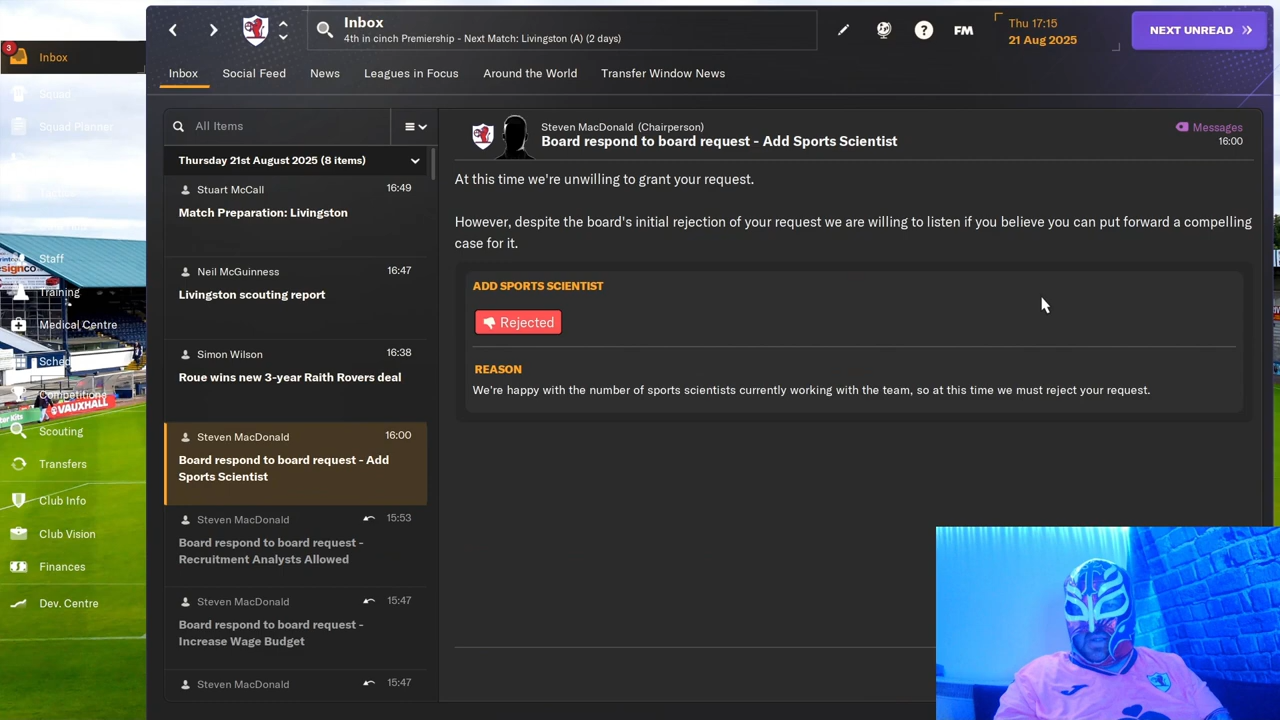 Inbox
4th in cinch Premiership - Next Match: Livingston (A) (2 days)
FM
Thu 17:15
21 Aug 2025
NEXT UNREAD
3
Inbox
Squad
Squad Planner
Staff
Training
Medical Centre
Sched
Competitions
Scouting
Transfers
Club Info
Club Vision
Finances
Dev. Centre
VAUXHALL
Inbox
Social Feed
News
Leagues in Focus
Around the World
Transfer Window News
All Items
Thursday 21st August 2025 (8 items)
Stuart McCall 16:49
Match Preparation: Livingston
Neil McGuinness 16:47
Livingston scouting report
Simon Wilson 16:38
Roue wins new 3-year Raith Rovers deal
Steven MacDonald 16:00
Board respond to board request - Add
Sports Scientist
Steven MacDonald 15:53
Board respond to board request -
Recruitment Analysts Allowed
Steven MacDonald 15:47
Board respond to board request -
Increase Wage Budget
Steven MacDonald 15:47
Steven MacDonald (Chairperson)
Board respond to board request - Add Sports Scientist
Messages
16:00
At this time we're unwilling to grant your request.
However, despite the board's initial rejection of your request we are willing to listen if you believe you can put forward a compelling
case for it.
ADD SPORTS SCIENTIST
Rejected
REASON
We're happy with the number of sports scientists currently working with the team, so at this time we must reject your request.